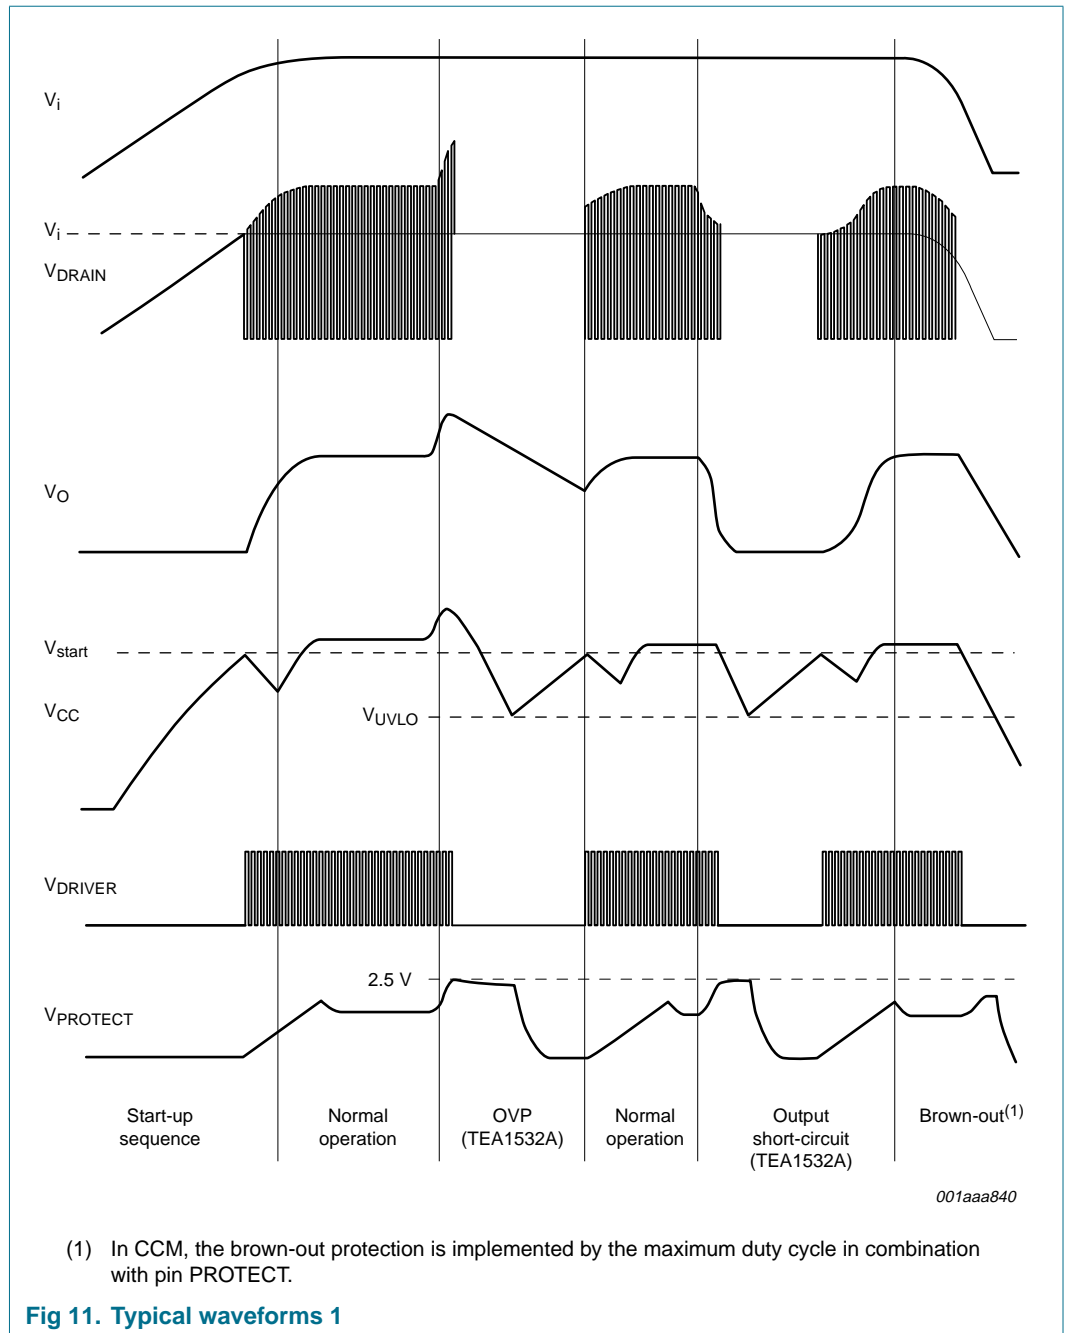 Vi
Vi
VDRAIN
VO
Vstart
VCC
VUVLO
VDRIVER
2.5 V
VPROTECT
Start-up
sequence
Normal
operation
OVP
(TEA1532A)
Normal
operation
Output
short-circuit
(TEA1532A)
Brown-out(1)
001aaa840
(1) In CCM, the brown-out protection is implemented by the maximum duty cycle in combination
with pin PROTECT.
Fig 11. Typical waveforms 1